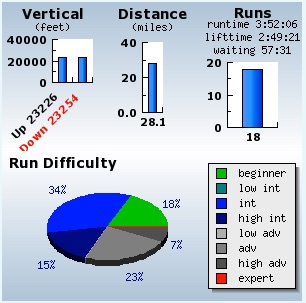 Vertical
(feet)
40000
20000
0
Up 23226
Down 23254
Distance
(miles)
40
20
0.0
28.1
Runs
runtime 3:52:06
lifttime 2:49:21
waiting 57:31
20
10
0
18
Run Difficulty
34%
18%
7%
23%
15%
beginner
low int
int
high int
low adv
adv
high adv
expert